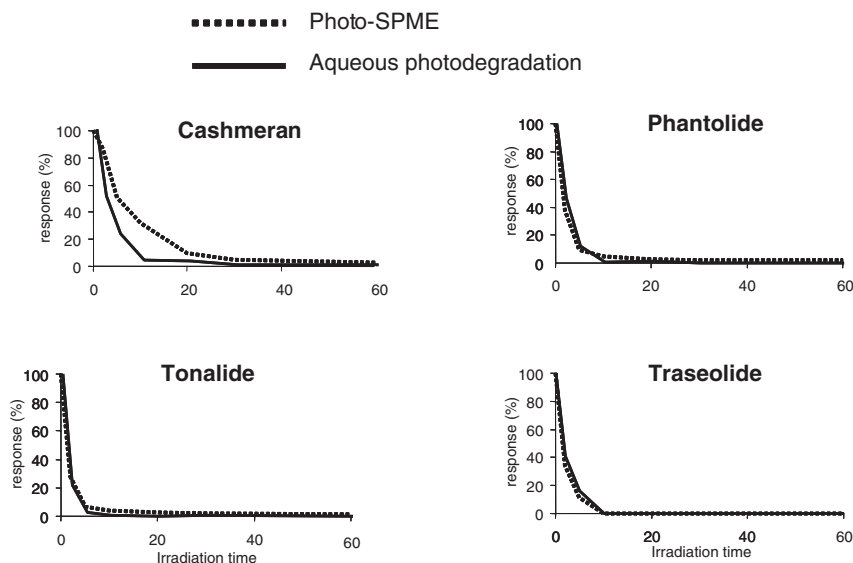 Photo-SPME
Aqueous photodegradation
Cashmeran
response (%)
100
80
60
40
20
0
0 20 40 60
Phantolide
response (%)
100
80
60
40
20
0
0 20 40 60
Tonalide
response (%)
100
80
60
40
20
0
0 20 40 60
Irradiation time
Traseolide
response (%)
100
80
60
40
20
0
0 20 40 60
Irradiation time